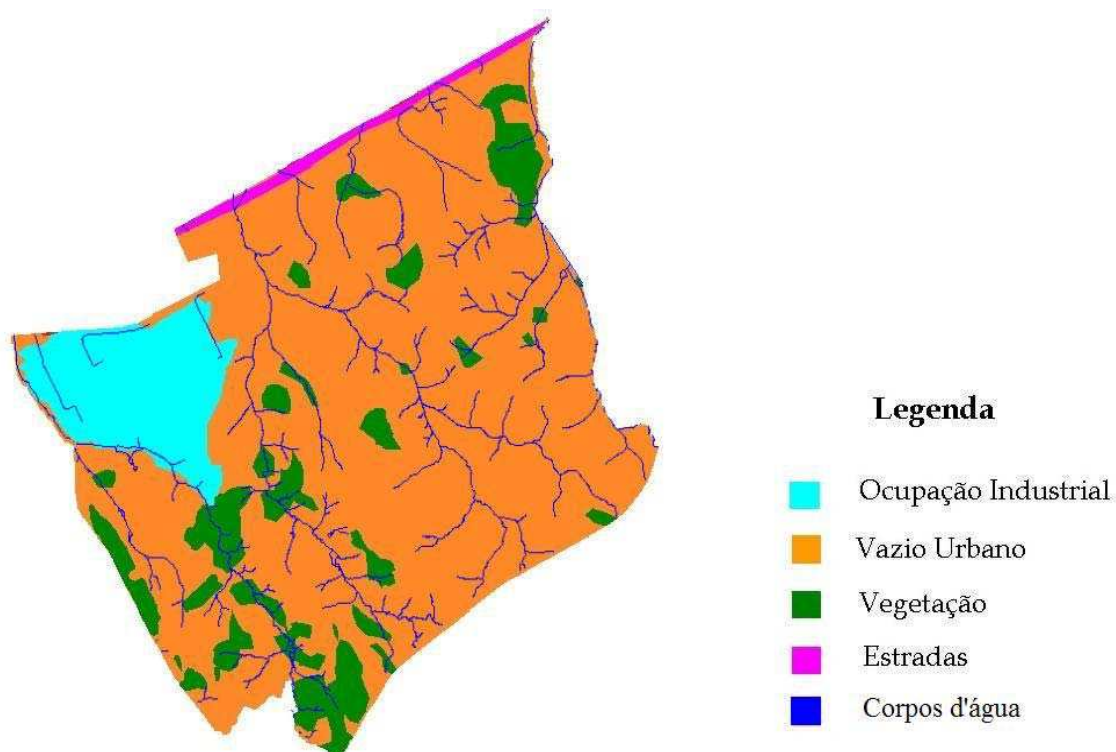 Legenda
Ocupação Industrial
Vazio Urbano
Vegetação
Estradas
Corpos d'água